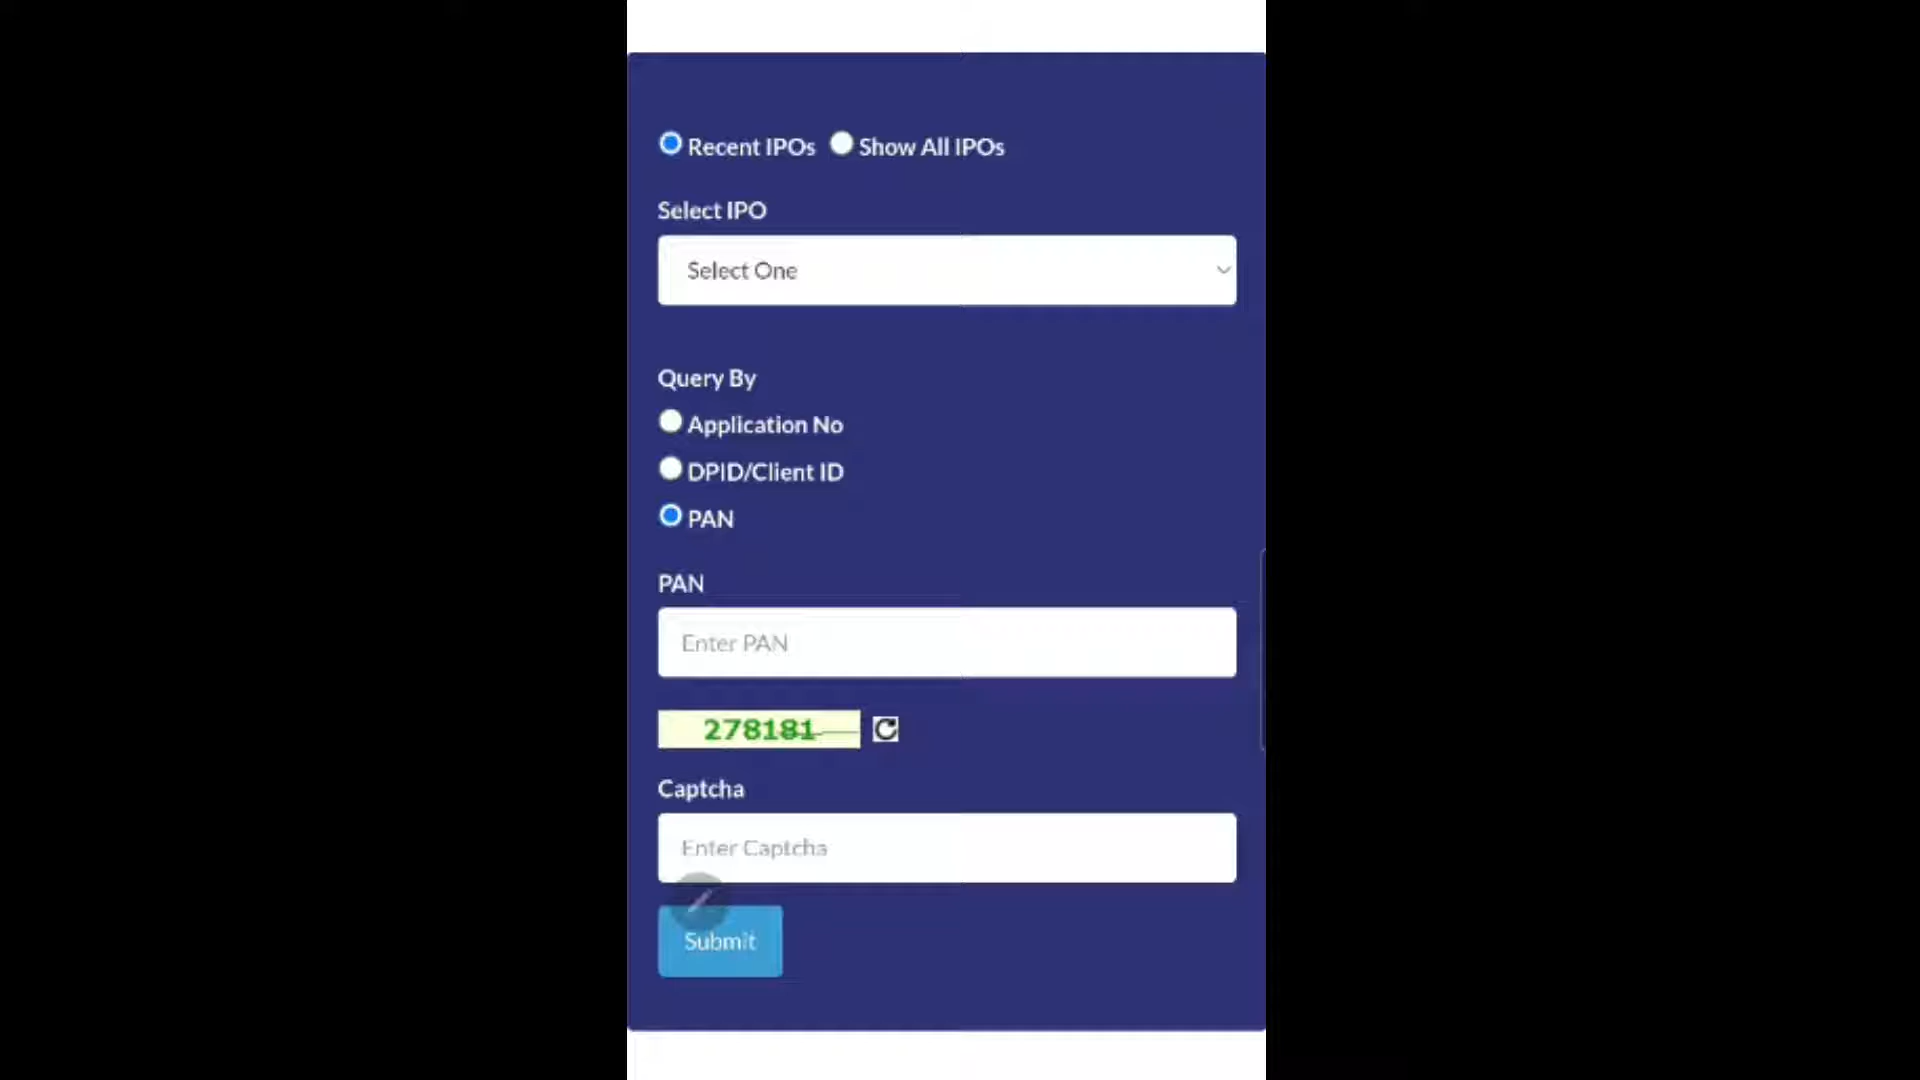 Recent IPOs Show All IPOs
Select IPO
Select One
Query By
Application No
DPID/Client ID
PAN
PAN
Enter PAN
278181
Captcha
Enter Captcha
Submit